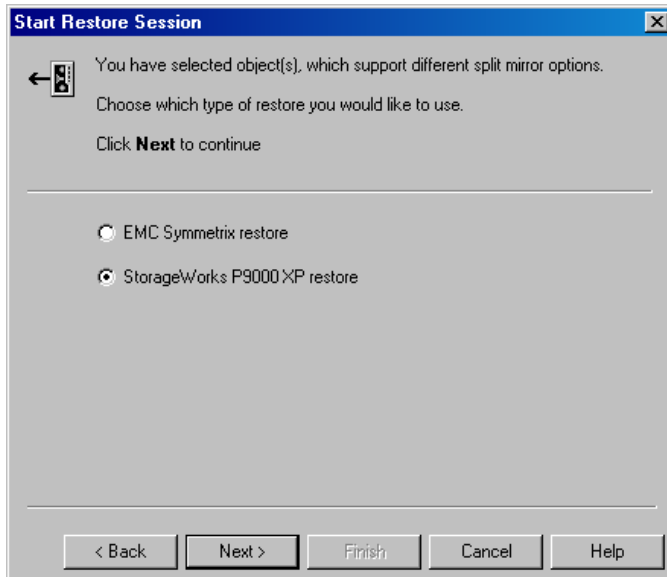 Start Restore Session
You have selected object(s), which support different split mirror options.
Choose which type of restore you would like to use.
Click Next to continue
EMC Symmetrix restore
StorageWorks P9000 XP restore
< Back
Next >
Finish
Cancel
Help